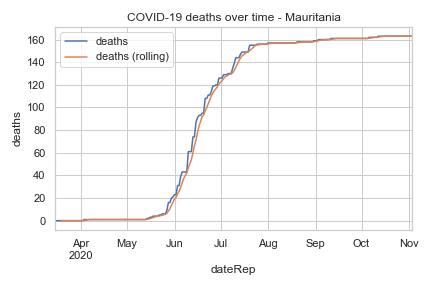 COVID-19 deaths over time - Mauritania
deaths
deaths (rolling)
160
140
120
100
80
60
40
20
0
deaths
Apr May Jun Jul Aug Sep Oct Nov
2020
dateRep